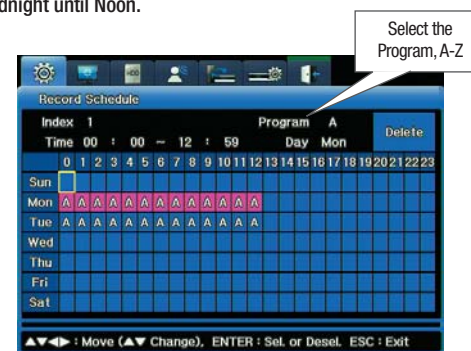 dnight until Noon.
Select the
Program, A-Z
HDD
Record Schedule
Index 1 Program A
Delete
Time 00 : 00 ~ 12 : 59 Day Mon
0 1 2 3 4 5 6 7 8 9 10 11 12 13 14 15 16 17 18 19 20 21 22 23
Sun
Mon A A A A A A A A A A A A A
Tue A A A A A A A A A A A A A
Wed
Thu
Fri
Sat
▲▼◀▶ : Move (▲▼ Change), ENTER : Sel. or Desel. ESC : Exit